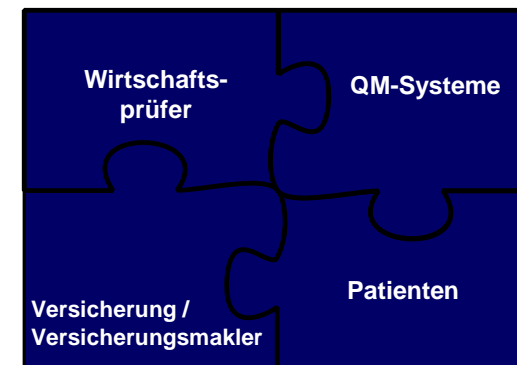 Wirtschafts-
prüfer
QM-Systeme
Versicherung /
Versicherungsmakler
Patienten